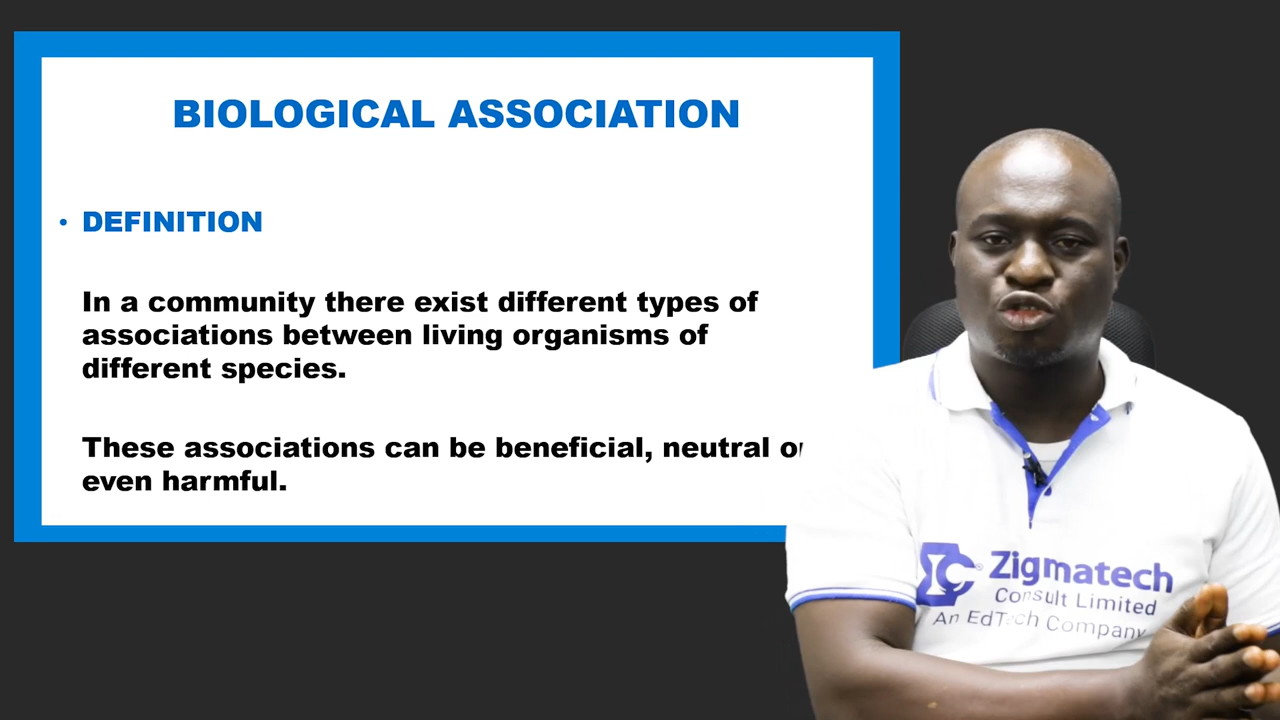 BIOLOGICAL ASSOCIATION
• DEFINITION
In a community there exist different types of
associations between living organisms of
different species.
These associations can be beneficial, neutral or
even harmful.
Zigmatech
Consult Limited
An EdTech Company